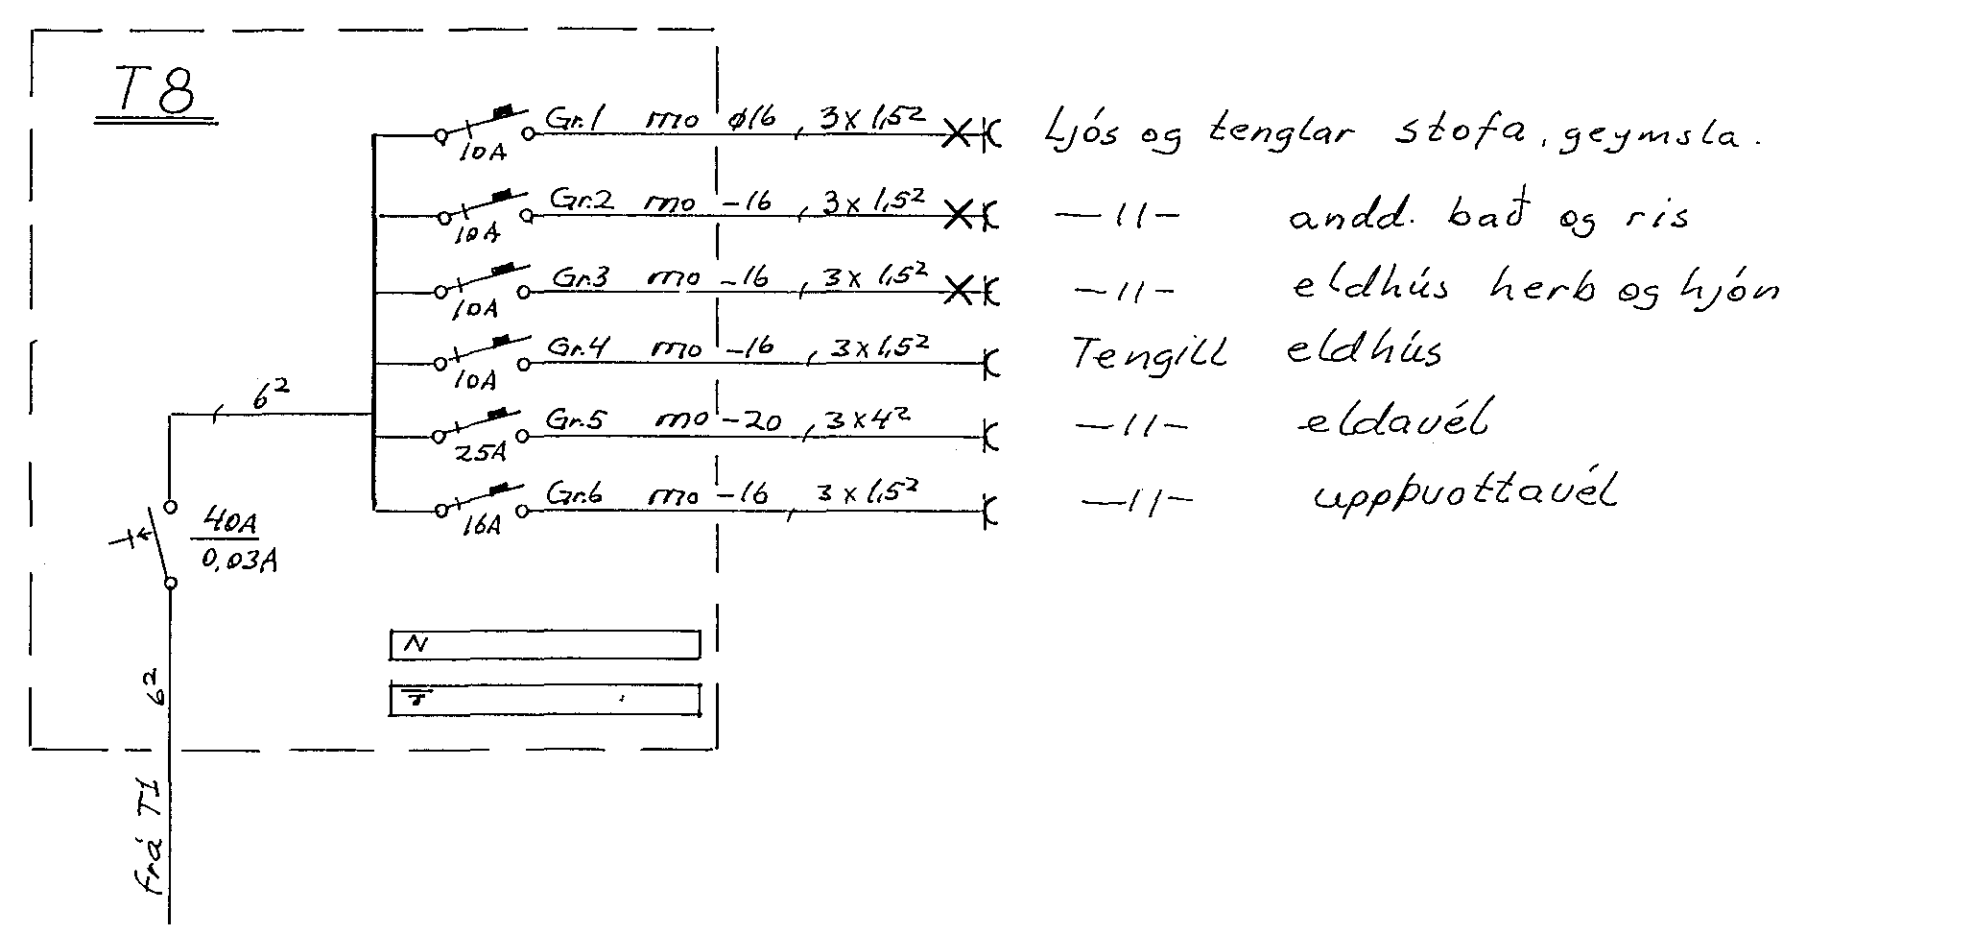 T8
Gr.1 mo ø16, 3x1,5² Ljós og tenglar stofa, geymsla.
10A
Gr.2 mo -16, 3x1,5² —11- andd. bað og ris
10A
Gr.3 mo -16, 3x1,5² —11- eldhús herb og hjón
10A
Gr.4 mo -16, 3x1,5² Tengill eldhús
10A
6²
Gr.5 mo -20, 3x4² —11- eldavél
25A
Gr.6 mo -16 3x1,5² —11- uppþvottavél
16A
40A
0,03A
N
6²
frá T1